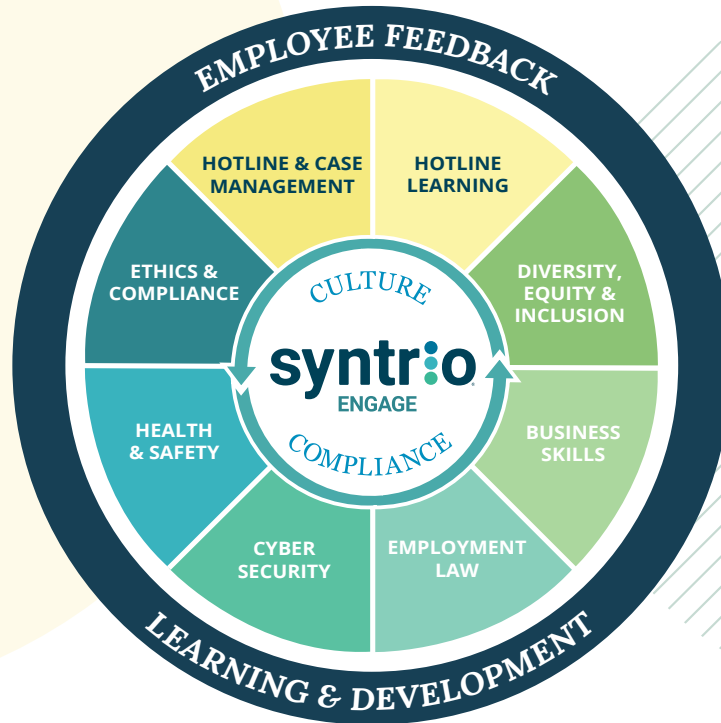 EMPLOYEE FEEDBACK
HOTLINE & CASE
MANAGEMENT
HOTLINE
LEARNING
ETHICS &
COMPLIANCE
DIVERSITY,
EQUITY &
INCLUSION
CULTURE
syntrio
ENGAGE
COMPLIANCE
HEALTH
& SAFETY
BUSINESS
SKILLS
CYBER
SECURITY
EMPLOYMENT
LAW
LEARNING & DEVELOPMENT